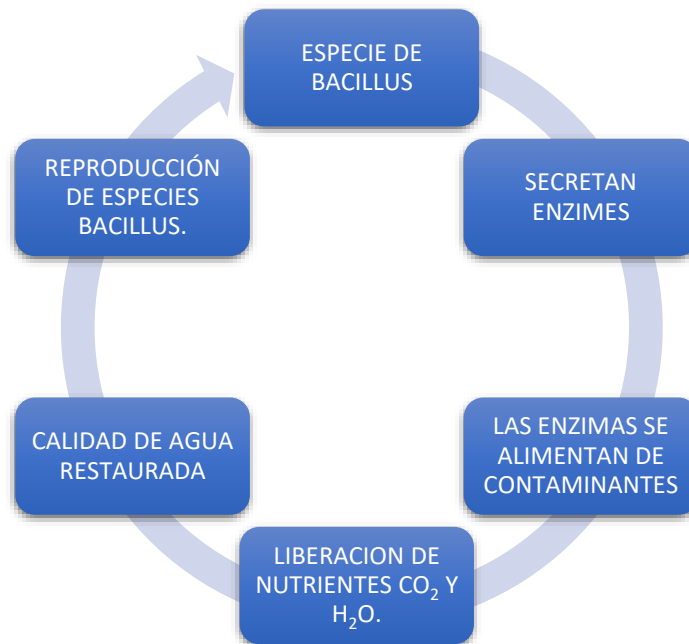 ESPECIE DE
BACILLUS
SECRETAN
ENZIMES
LAS ENZIMAS SE
ALIMENTAN DE
CONTAMINANTES
LIBERACION DE
NUTRIENTES CO₂ Y
H₂O.
CALIDAD DE AGUA
RESTAURADA
REPRODUCCIÓN
DE ESPECIES
BACILLUS.